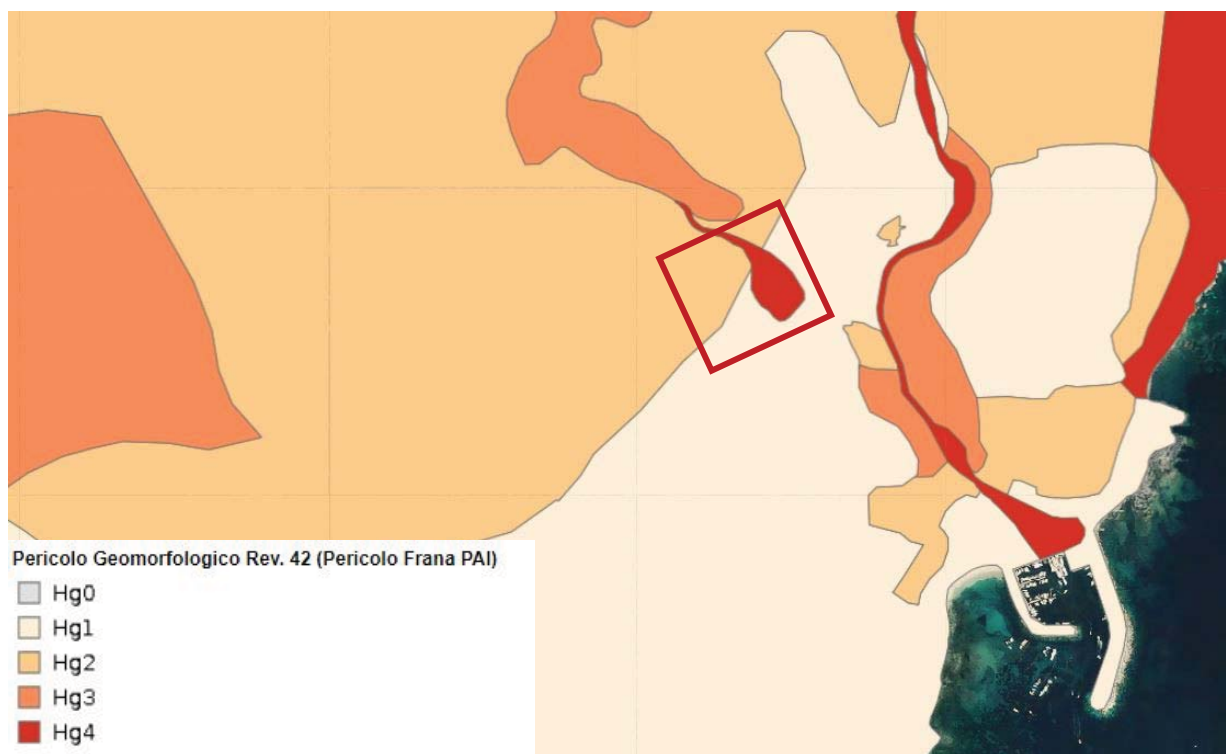 Pericolo Geomorfologico Rev. 42 (Pericolo Frana PAI)
Hg0
Hg1
Hg2
Hg3
Hg4